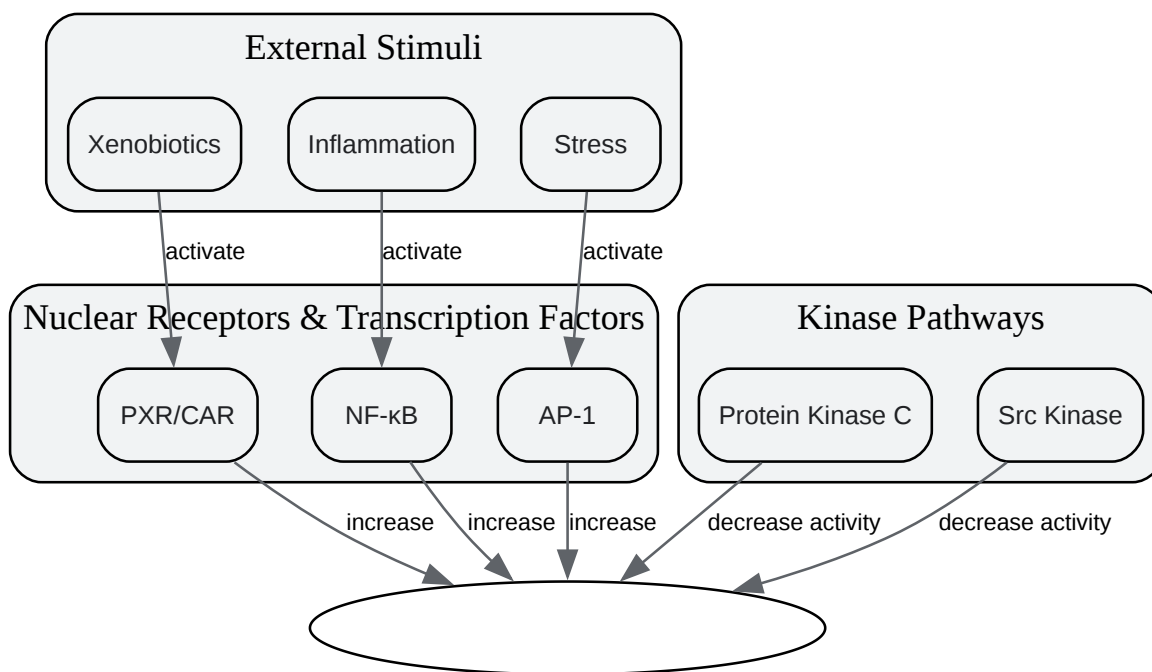 External Stimuli
Xenobiotics
Inflammation
Stress
activate
activate
activate
Nuclear Receptors & Transcription Factors
Kinase Pathways
PXR/CAR
NF-κB
AP-1
Protein Kinase C
Src Kinase
increase
increase
increase
decrease activity
decrease activity